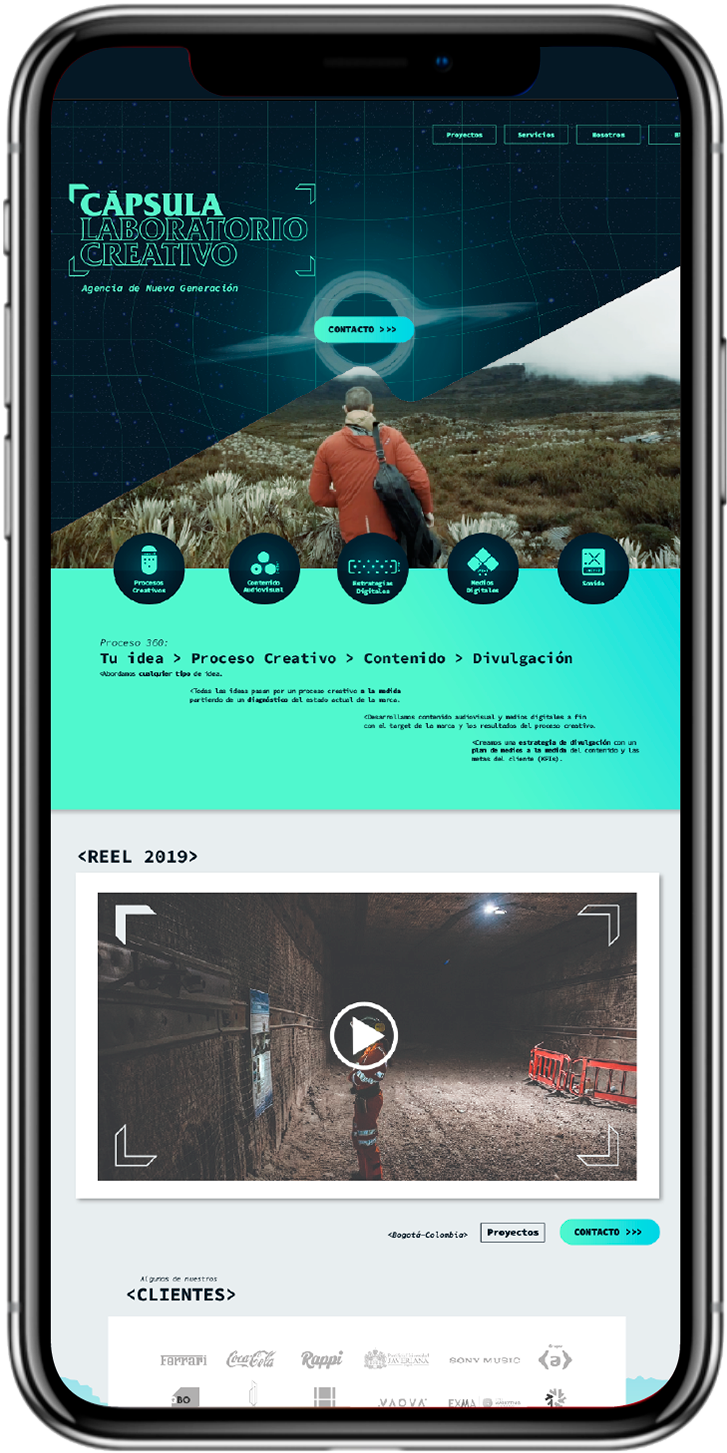 Proyectos
Servicios
Nosotros
CÁPSULA
LABORATORIO
CREATIVO
Agencia de Nueva Generación
CONTACTO >>>
Procesos
Creativos
Contenido
Audiovisual
Estrategias
Digitales
Medios
Digitales
Sonido
Proceso 360:
Tu idea > Proceso Creativo > Contenido > Divulgación
<Abordamos cualquier tipo de idea.
<Todas las ideas pasan por un proceso creativo a la medida
partiendo de un diagnóstico del estado actual de la marca.
<Desarrollamos contenido audiovisual y medios digitales a fin
con el target de la marca y los resultados del proceso creativo.
<Creamos una estrategia de divulgación con un
plan de medios a la medida del contenido y las
metas del cliente (KPIs).
<REEL 2019>
<Bogotá-Colombia>
Proyectos
CONTACTO >>>
Algunos de nuestros
<CLIENTES>
Ferrari
Coca-Cola
Rappi
JAVERIANA
SONY MUSIC
(a)
BO
EXMA